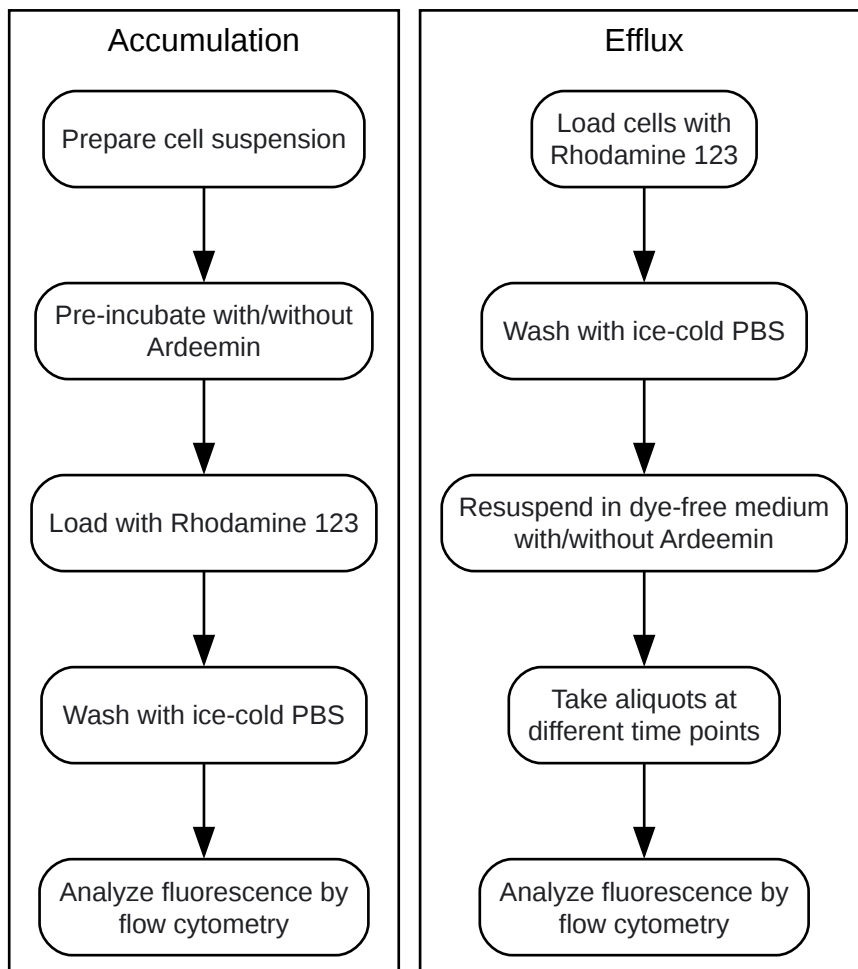 Accumulation
Prepare cell suspension
Pre-incubate with/without
Ardeemin
Load with Rhodamine 123
Wash with ice-cold PBS
Analyze fluorescence by
flow cytometry
Efflux
Load cells with
Rhodamine 123
Wash with ice-cold PBS
Resuspend in dye-free medium
with/without Ardeemin
Take aliquots at
different time points
Analyze fluorescence by
flow cytometry